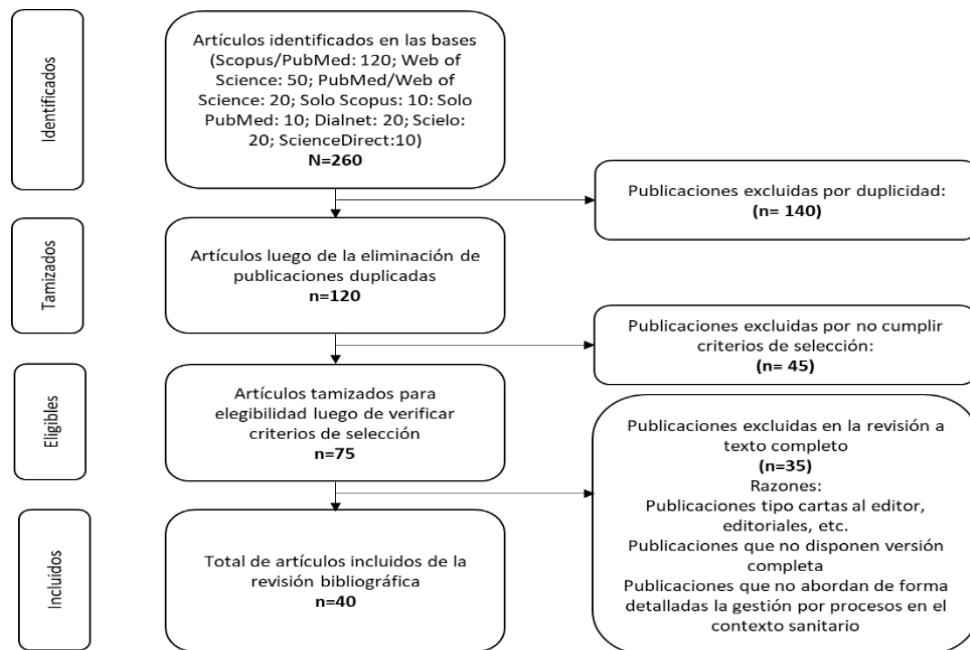 Identificados
Artículos identificados en las bases
(Scopus/PubMed: 120; Web of
Science: 50; PubMed/Web of
Science: 20; Solo Scopus: 10: Solo
PubMed: 10; Dialnet: 20; Scielo:
20; ScienceDirect:10)
N=260
Publicaciones excluidas por duplicidad:
(n= 140)
Tamizados
Artículos luego de la eliminación de
publicaciones duplicadas
n=120
Publicaciones excluidas por no cumplir
criterios de selección:
(n= 45)
Eligibles
Artículos tamizados para
elegibilidad luego de verificar
criterios de selección
n=75
Publicaciones excluidas en la revisión a
texto completo
(n=35)
Razones:
Publicaciones tipo cartas al editor,
editoriales, etc.
Publicaciones que no disponen versión
completa
Publicaciones que no abordan de forma
detalladas la gestión por procesos en el
contexto sanitario
Incluidos
Total de artículos incluidos de la
revisión bibliográfica
n=40